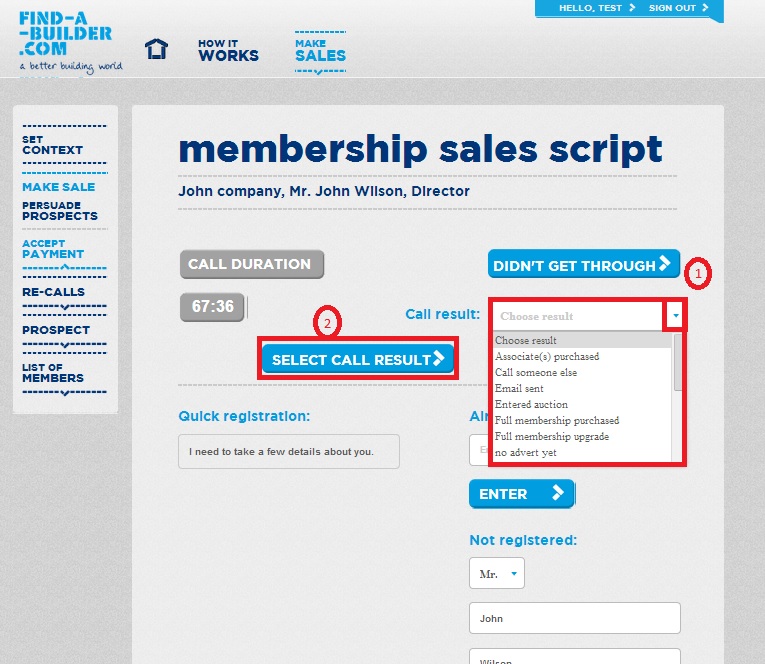 HELLO, TEST
SIGN OUT
FIND-A
-BUILDER
.COM
a better building world
HOW IT
WORKS
MAKE
SALES
SET
CONTEXT
MAKE SALE
PERSUADE
PROSPECTS
ACCEPT
PAYMENT
RE-CALLS
PROSPECT
LIST OF
MEMBERS
membership sales script
John company, Mr. John Wilson, Director
CALL DURATION
DIDN'T GET THROUGH
1
67:36
2
Call result:
Choose result
SELECT CALL RESULT
Choose result
Associate(s) purchased
Call someone else
Email sent
Entered auction
Full membership purchased
Full membership upgrade
no advert yet
Quick registration:
I need to take a few details about you.
ENTER
Not registered:
Mr.
John
Wilson